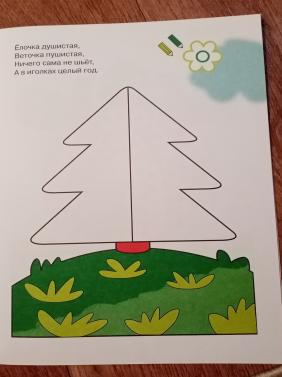 Ёлочка душистая,
Веточка пушистая,
Ничего сама не шьёт,
А в иголках целый год.